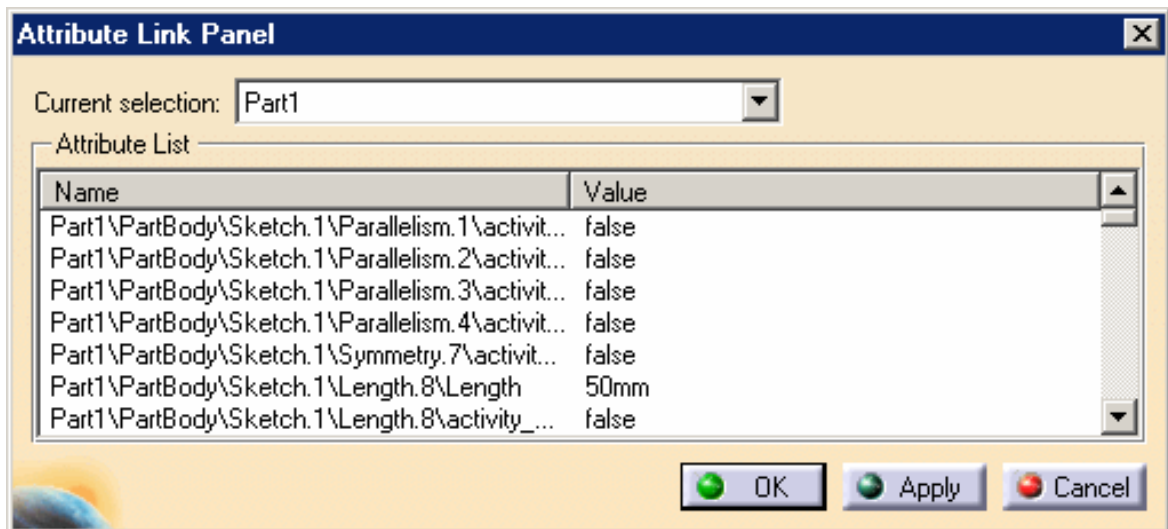 Attribute Link Panel
Current selection: Part1
Attribute List
Name Value
Part1\PartBody\Sketch.1\Parallelism.1\activit... false
Part1\PartBody\Sketch.1\Parallelism.2\activit... false
Part1\PartBody\Sketch.1\Parallelism.3\activit... false
Part1\PartBody\Sketch.1\Parallelism.4\activit... false
Part1\PartBody\Sketch.1\Symmetry.7\activit... false
Part1\PartBody\Sketch.1\Length.8\Length 50mm
Part1\PartBody\Sketch.1\Length.8\activity_... false
OK Apply Cancel